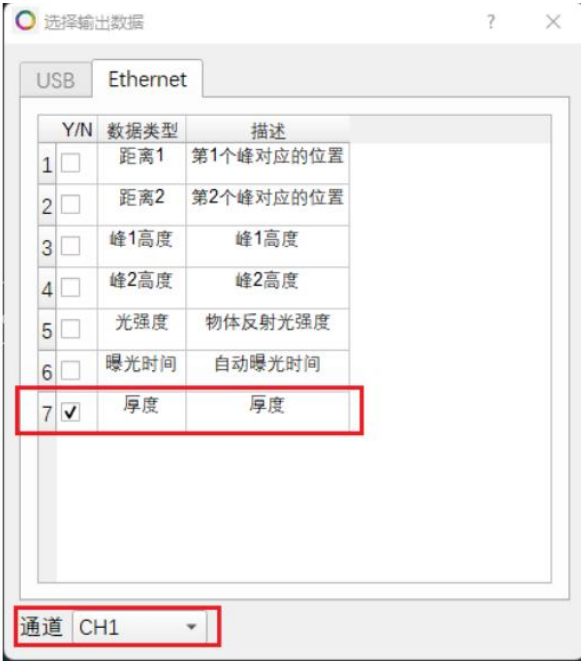 选择输出数据 ?
USB Ethernet
Y/N 数据类型 描述
1 距离1 第1个峰对应的位置
2 距离2 第2个峰对应的位置
3 峰1高度 峰1高度
4 峰2高度 峰2高度
5 光强度 物体反射光强度
6 曝光时间 自动曝光时间
7 厚度 厚度
通道 CH1